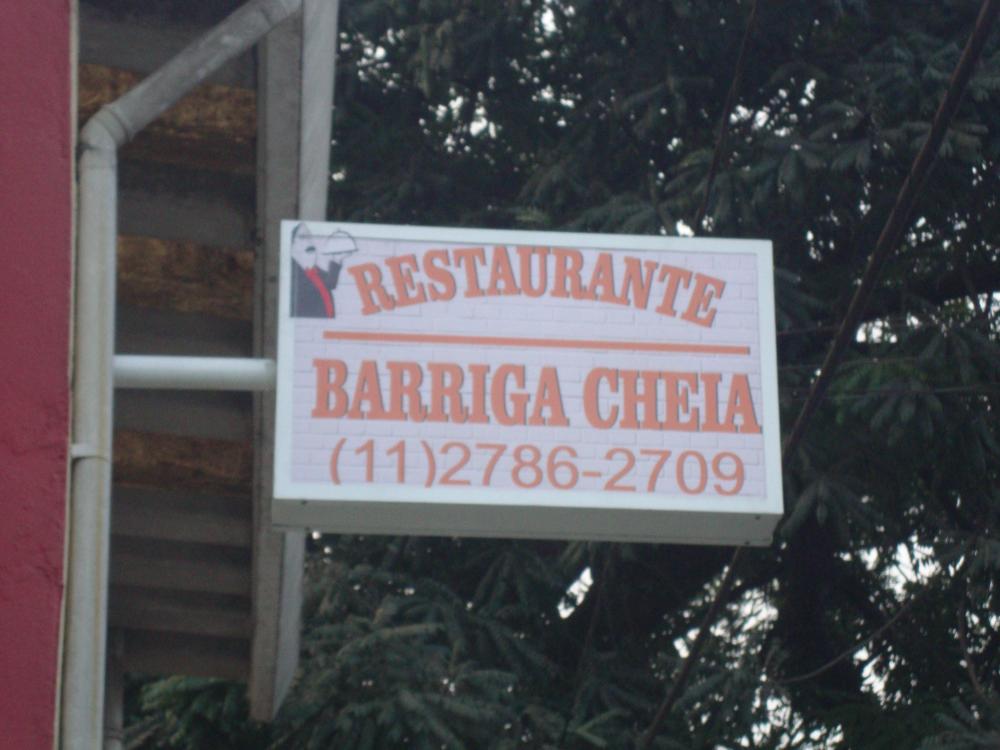 RESTAURANTE
BARRIGA CHEIA
(11)2786-2709